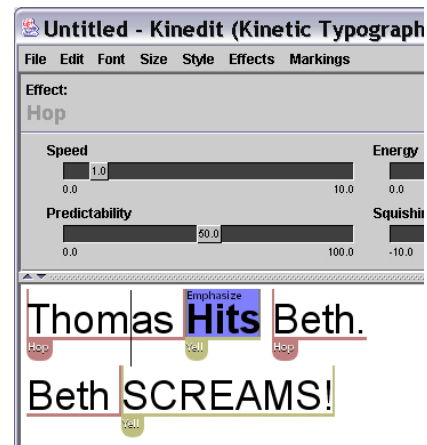 Untitled - Kinedit (Kinetic Typograph
File Edit Font Size Style Effects Markings
Effect:
Hop
Speed Energy
1.0
0.0 10.0 0.0
Predictability Squishin
50.0
0.0 100.0 -10.0
Emphasize
Thomas Hits Beth.
Hop Yell Hop
Beth SCREAMS!
Yell